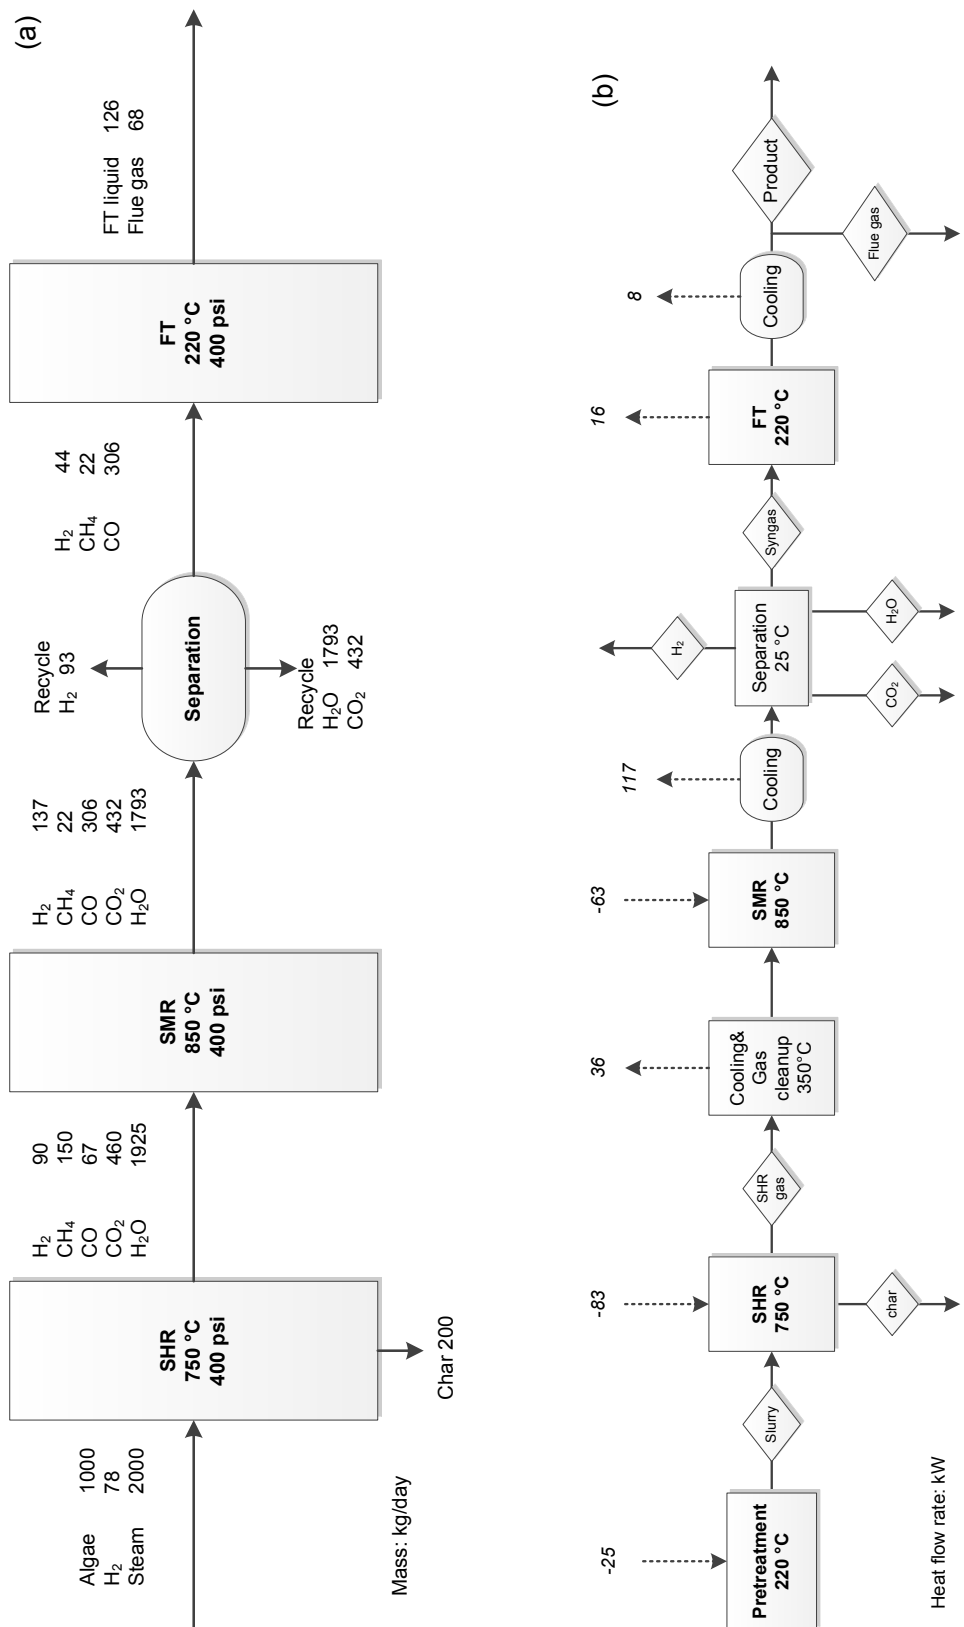 (a)
Algae 1000
H₂ 78
Steam 2000
SHR
750 °C
400 psi
Char 200
H₂ 90
CH₄ 150
CO 67
CO₂ 460
H₂O 1925
SMR
850 °C
400 psi
H₂ 137
CH₄ 22
CO 306
CO₂ 432
H₂O 1793
Recycle
H₂ 93
Separation
Recycle
H₂O 1793
CO₂ 432
H₂ 44
CH₄ 22
CO 306
FT
220 °C
400 psi
FT liquid 126
Flue gas 68
Mass: kg/day
(b)
-25
Pretreatment
220 °C
Slurry
-83
SHR
750 °C
char
SHR
gas
36
Cooling&
Gas
cleanup
350°C
-63
SMR
850 °C
117
Cooling
H₂
Separation
25 °C
CO₂
H₂O
Syngas
16
FT
220 °C
8
Cooling
Flue gas
Product
Heat flow rate: kW